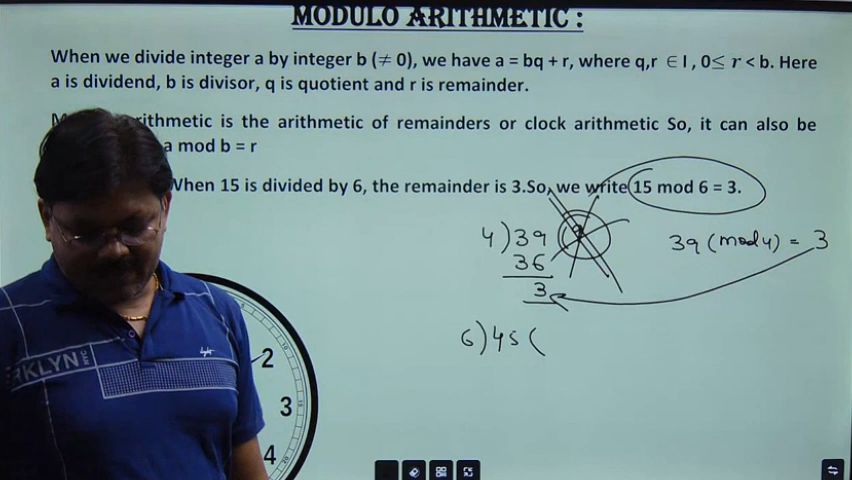 MODULO ARITHMETIC :
When we divide integer a by integer b (≠ 0), we have a = bq + r, where q,r ∈ I , 0≤ r < b. Here
a is dividend, b is divisor, q is quotient and r is remainder.
rithmetic is the arithmetic of remainders or clock arithmetic So, it can also be
a mod b = r
When 15 is divided by 6, the remainder is 3.So, we write 15 mod 6 = 3.
4)39
39 (mod 4) = 3
36
3
6)45(
KLYN NYC
2
3
4